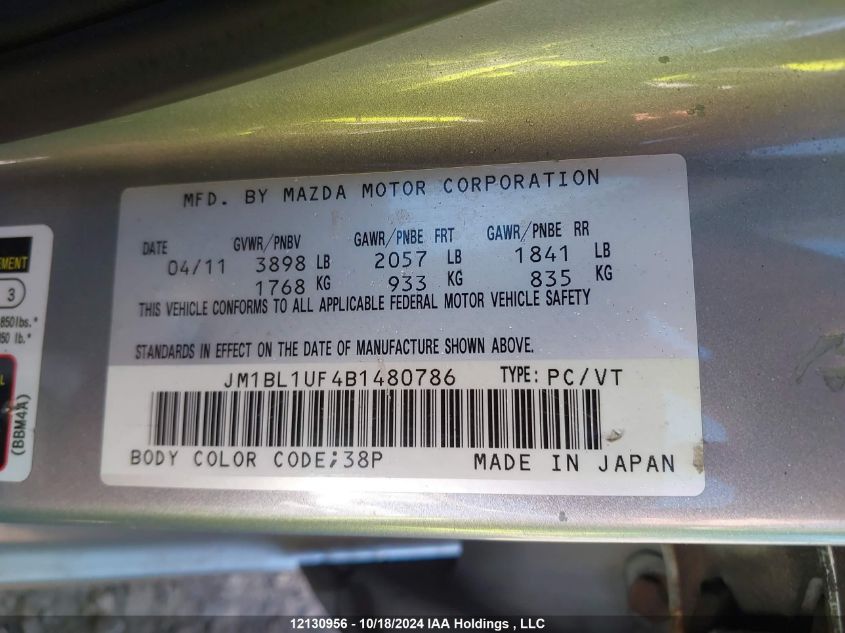 MFD. BY MAZDA MOTOR CORPORATION
DATE GVWR/PNBV GAWR/PNBE FRT GAWR/PNBE RR
04/11 3898 LB 2057 LB 1841 LB
1768 KG 933 KG 835 KG
THIS VEHICLE CONFORMS TO ALL APPLICABLE FEDERAL MOTOR VEHICLE SAFETY
STANDARDS IN EFFECT ON THE DATE OF MANUFACTURE SHOWN ABOVE.
JM1BL1UF4B1480786 TYPE: PC/VT
BODY COLOR CODE;38P MADE IN JAPAN
3
850lbs.*
(BBM4A)
12130956 - 10/18/2024 IAA Holdings , LLC